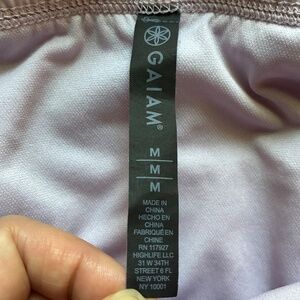 GAIAM®
M
M
M
MADE IN
CHINA
HECHO EN
CHINA
FABRIQUÉ EN
CHINE
RN 117927
HIGHLIFE LLC
31 W 34TH
STREET 6 FL
NEW YORK
NY 10001